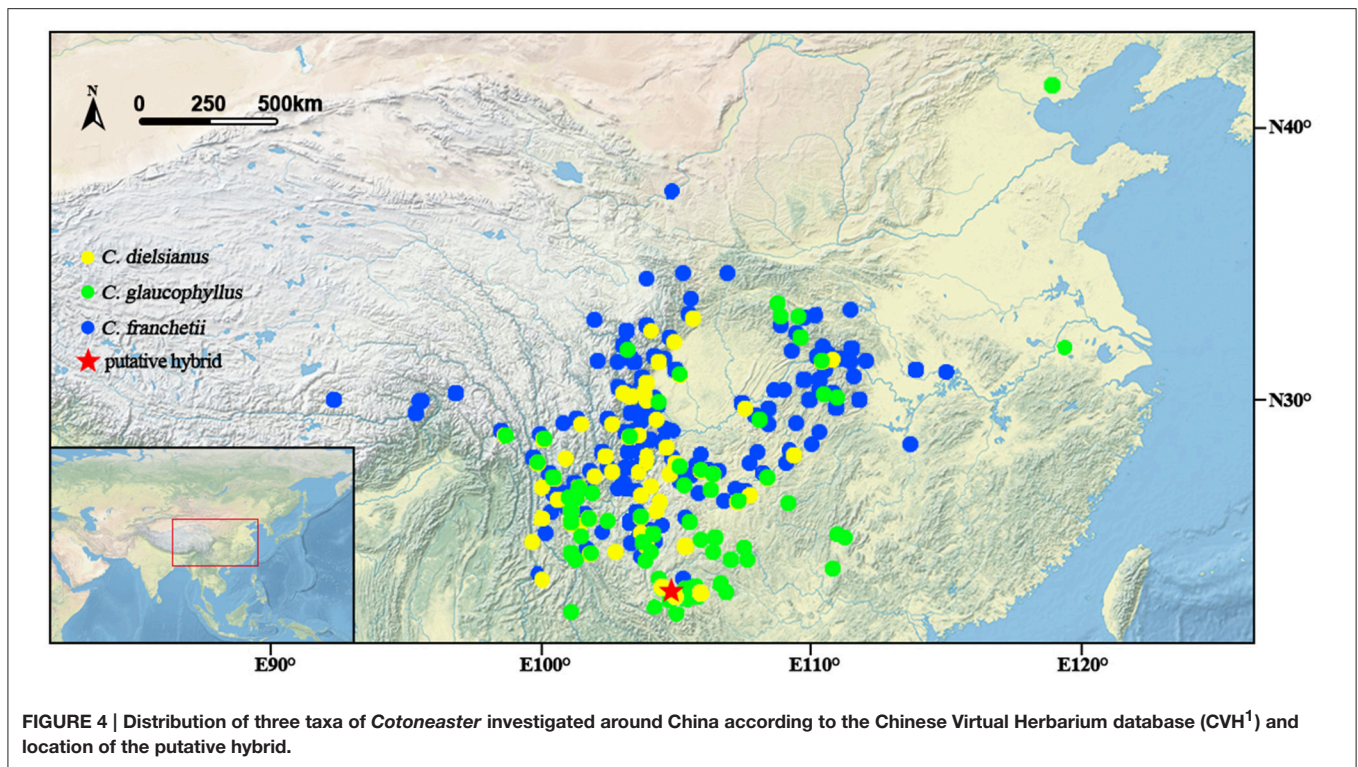 N
0 250 500km
N40°
C. dielsianus
C. glaucophyllus
C. franchetii
putative hybrid
N30°
E90° E100° E110° E120°
FIGURE 4 | Distribution of three taxa of Cotoneaster investigated around China according to the Chinese Virtual Herbarium database (CVH1) and
location of the putative hybrid.